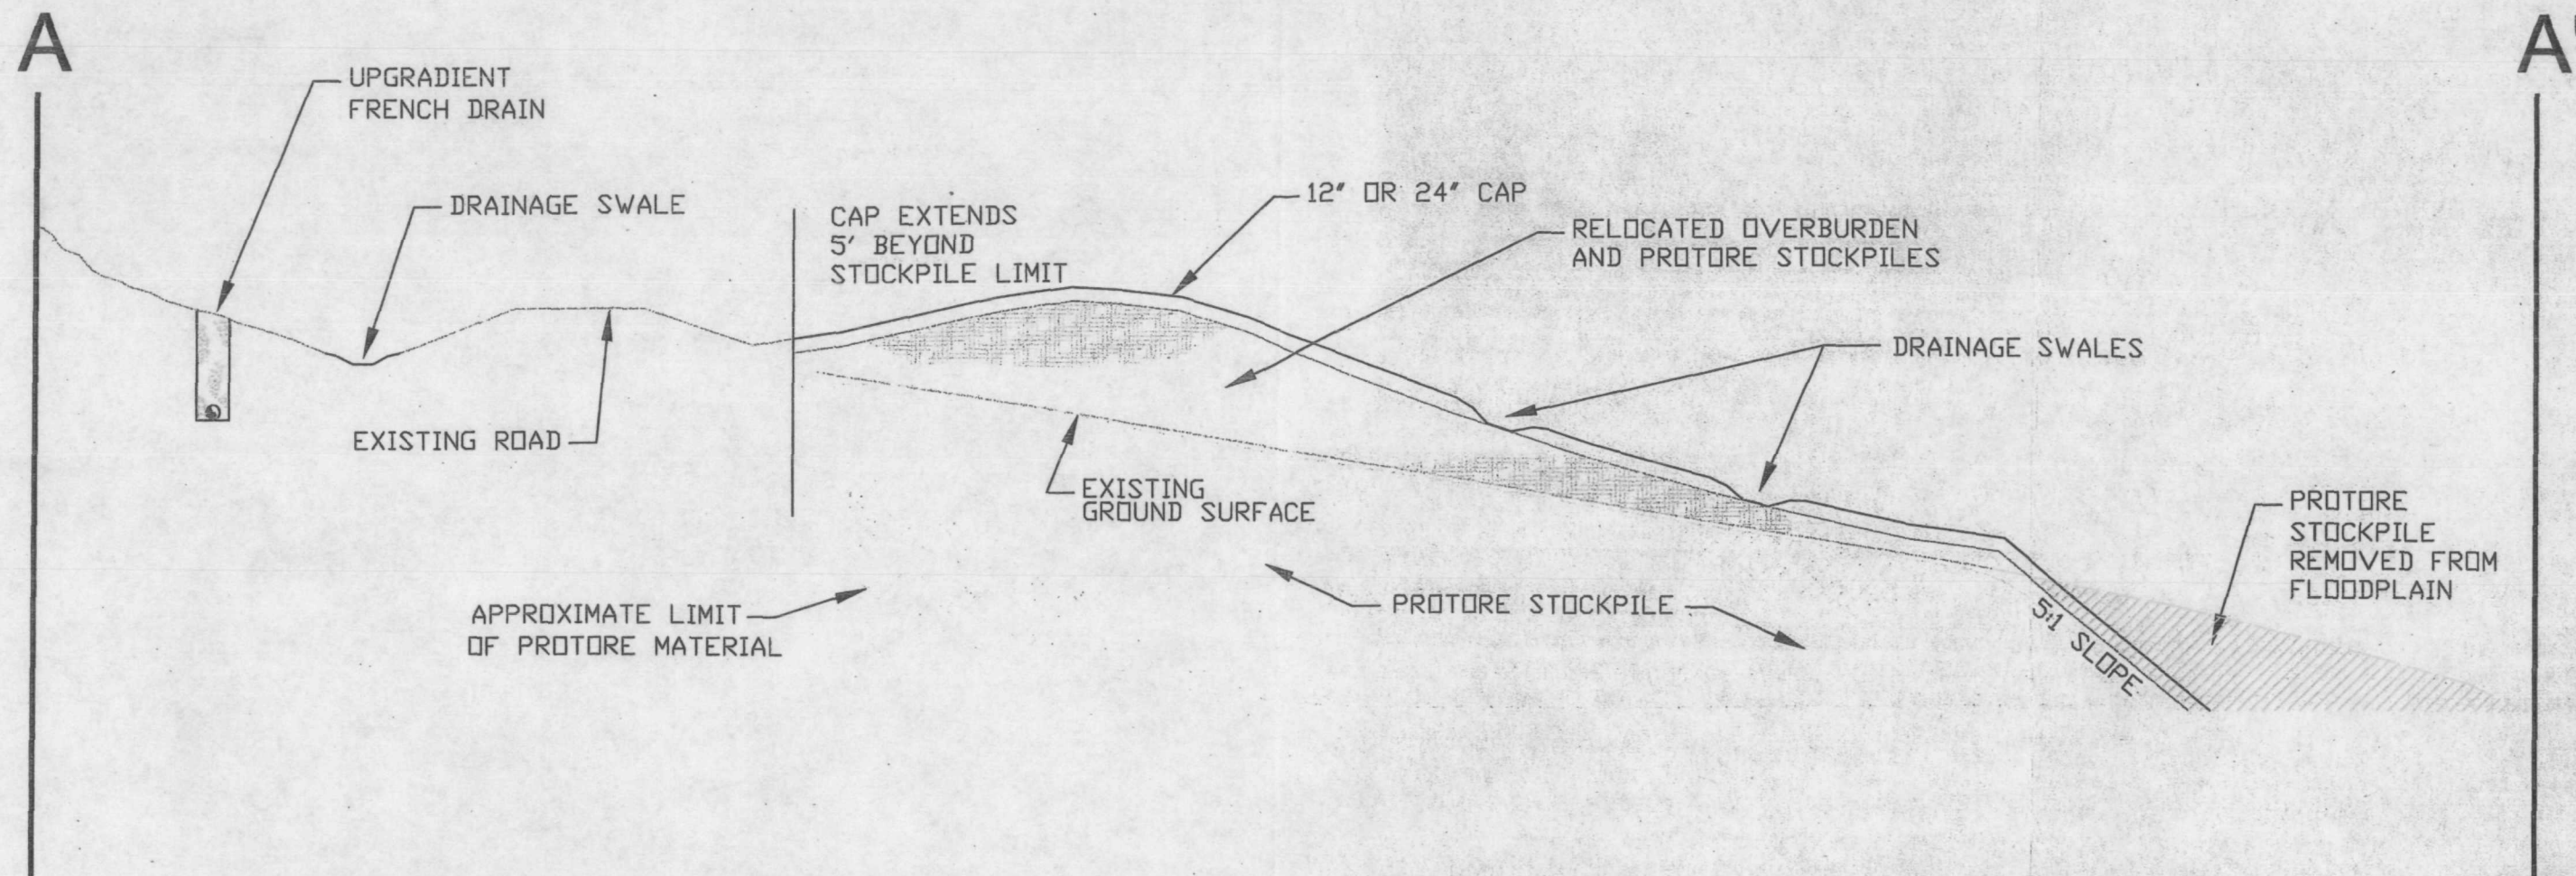 A
A'
UPGRADIENT
FRENCH DRAIN
DRAINAGE SWALE
CAP EXTENDS
5' BEYOND
STOCKPILE LIMIT
12" OR 24" CAP
RELOCATED OVERBURDEN
AND PROTORE STOCKPILES
DRAINAGE SWALES
EXISTING ROAD
EXISTING
GROUND SURFACE
PROTORE
STOCKPILE
REMOVED FROM
FLOODPLAIN
APPROXIMATE LIMIT
OF PROTORE MATERIAL
PROTORE STOCKPILE
5:1 SLOPE